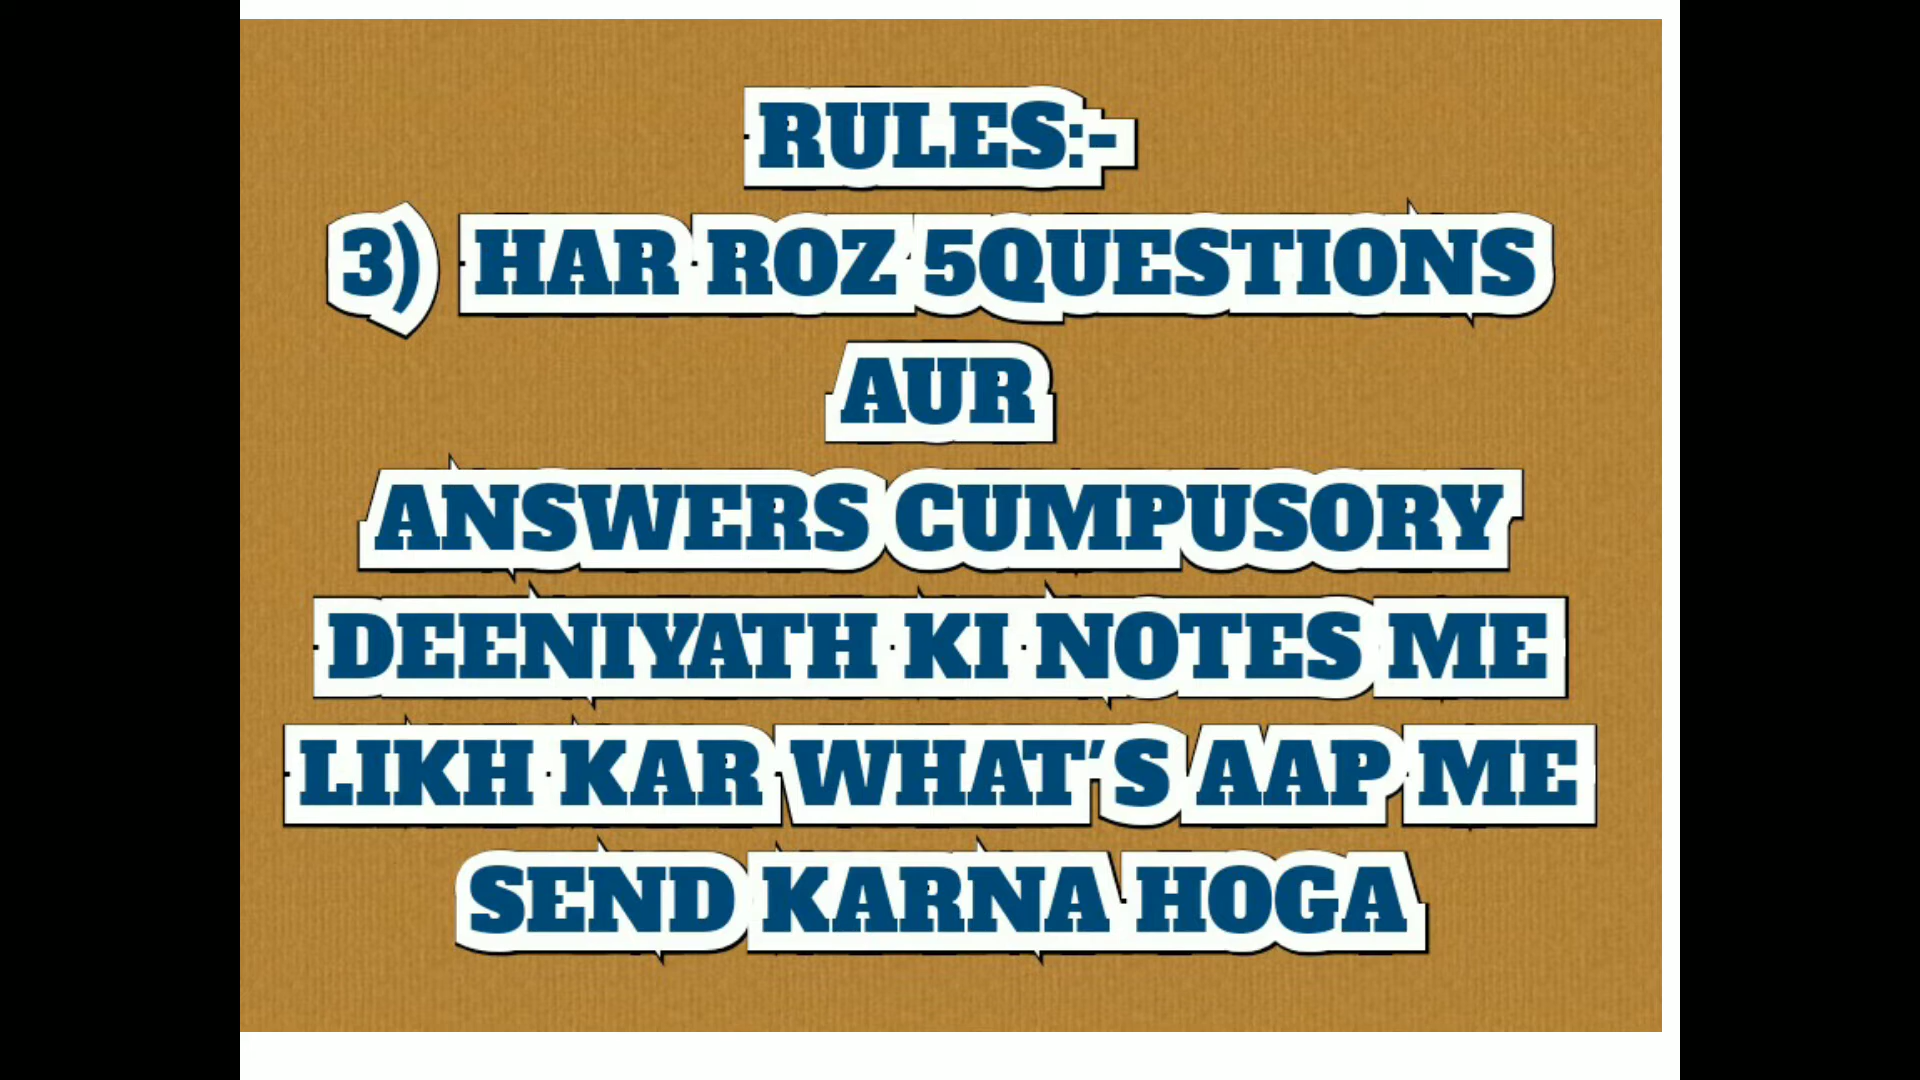 RULES:-
3) HAR ROZ 5QUESTIONS
AUR
ANSWERS CUMPUSORY
DEENIYATH KI NOTES ME
LIKH KAR WHAT'S AAP ME
SEND KARNA HOGA